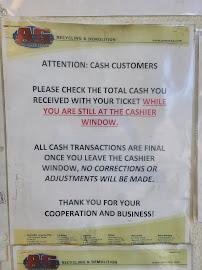 AG
RECYCLING & DEMOLITION
ATTENTION: CASH CUSTOMERS
PLEASE CHECK THE TOTAL CASH YOU
RECEIVED WITH YOUR TICKET WHILE
YOU ARE STILL AT THE CASHIER
WINDOW.
ALL CASH TRANSACTIONS ARE FINAL
ONCE YOU LEAVE THE CASHIER
WINDOW, NO CORRECTIONS OR
ADJUSTMENTS WILL BE MADE.
THANK YOU FOR YOUR
COOPERATION AND BUSINESS!
AG
RECYCLING & DEMOLITION